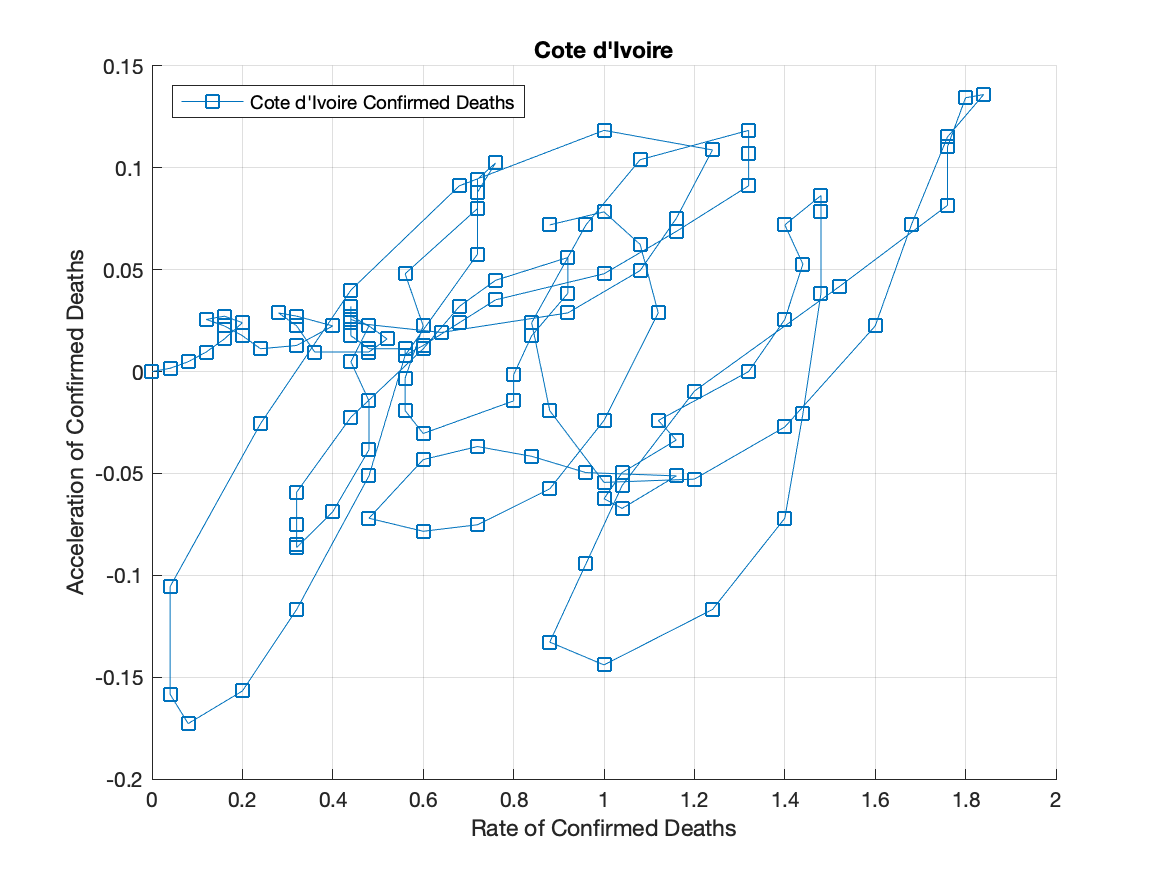 Cote d'Ivoire
Cote d'Ivoire Confirmed Deaths
0.15
0.1
0.05
0
-0.05
-0.1
-0.15
-0.2
Acceleration of Confirmed Deaths
0 0.2 0.4 0.6 0.8 1 1.2 1.4 1.6 1.8 2
Rate of Confirmed Deaths